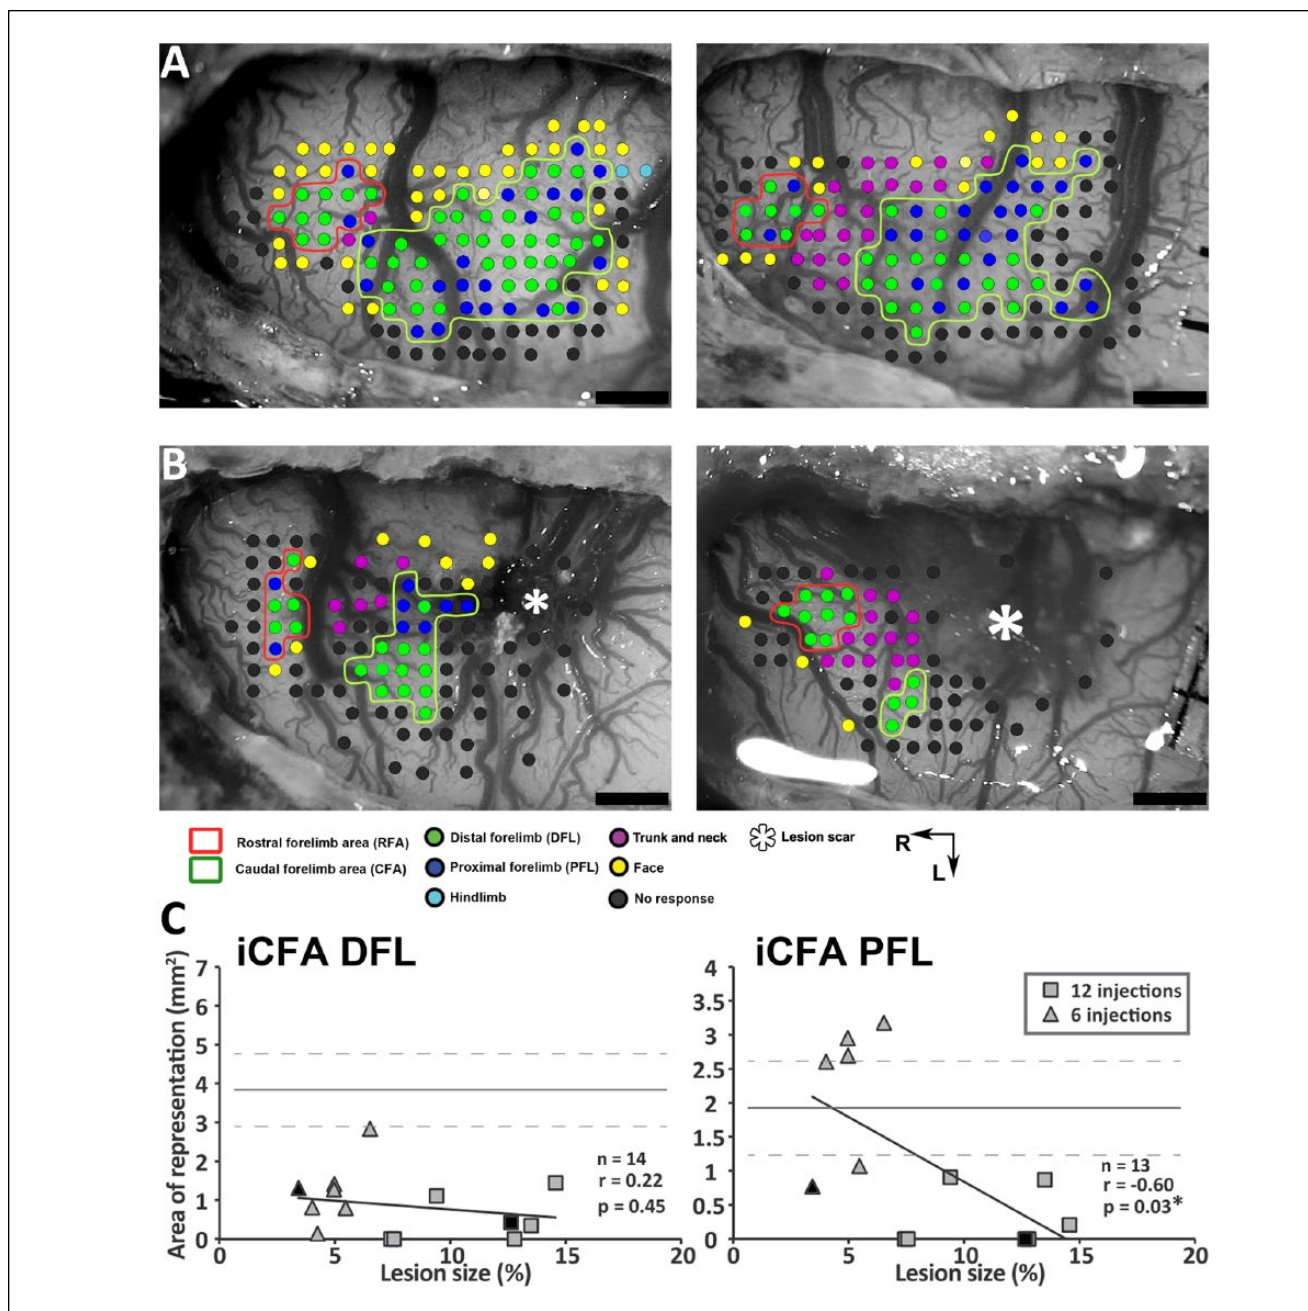 A
B
Rostral forelimb area (RFA)
Distal forelimb (DFL)
Trunk and neck
Lesion scar
R
Caudal forelimb area (CFA)
Proximal forelimb (PFL)
Face
L
Hindlimb
No response
C
iCFA DFL
iCFA PFL
Area of representation (mm²)
7
6
5
4
3
2
1
0
n = 14
r = 0.22
p = 0.45
0
5
10
15
20
Lesion size (%)
4
3.5
3
2.5
2
1.5
1
0.5
0
12 injections
6 injections
n = 13
r = -0.60
p = 0.03*
0
5
10
15
20
Lesion size (%)